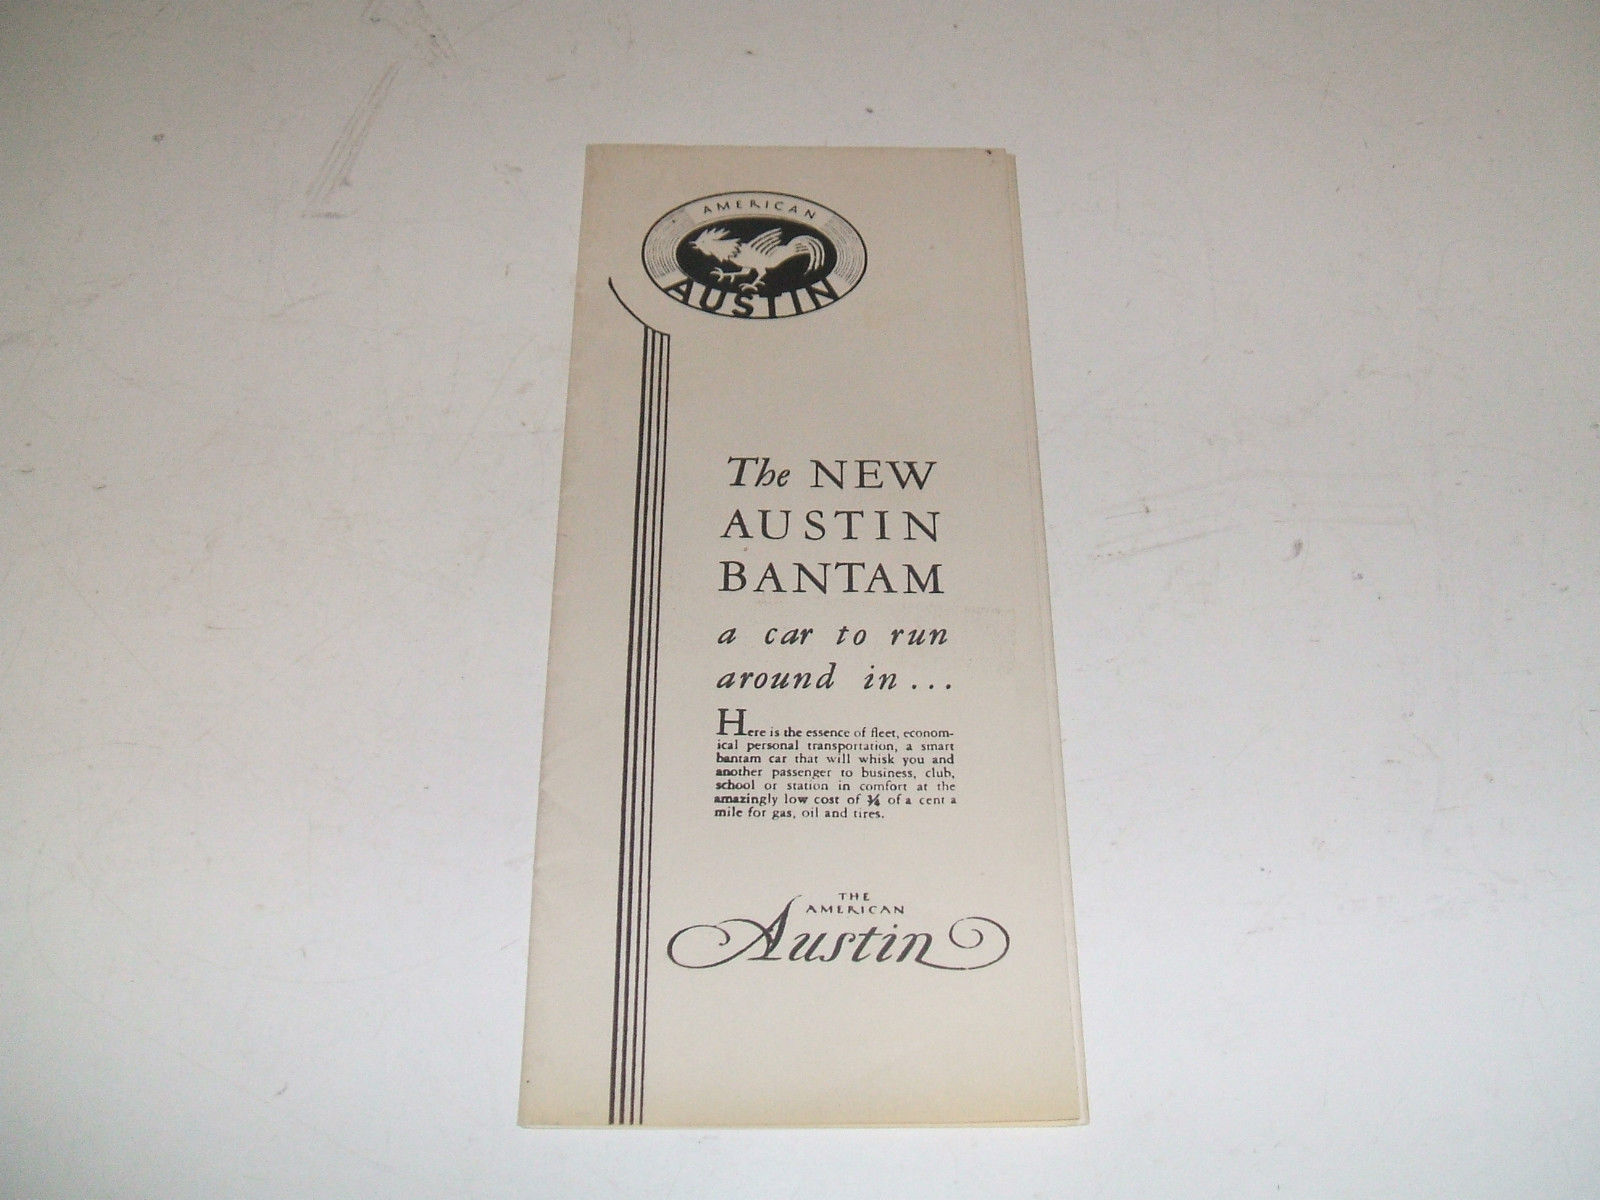 AMERICAN
AUSTIN
The NEW
AUSTIN
BANTAM
a car to run
around in...
Here is the essence of fleet, econom-
ical personal transportation, a smart
bantam car that will whisk you and
another passenger to business, club,
school or station in comfort at the
amazingly low cost of ¾ of a cent a
mile for gas, oil and tires.
THE
AMERICAN
Austin